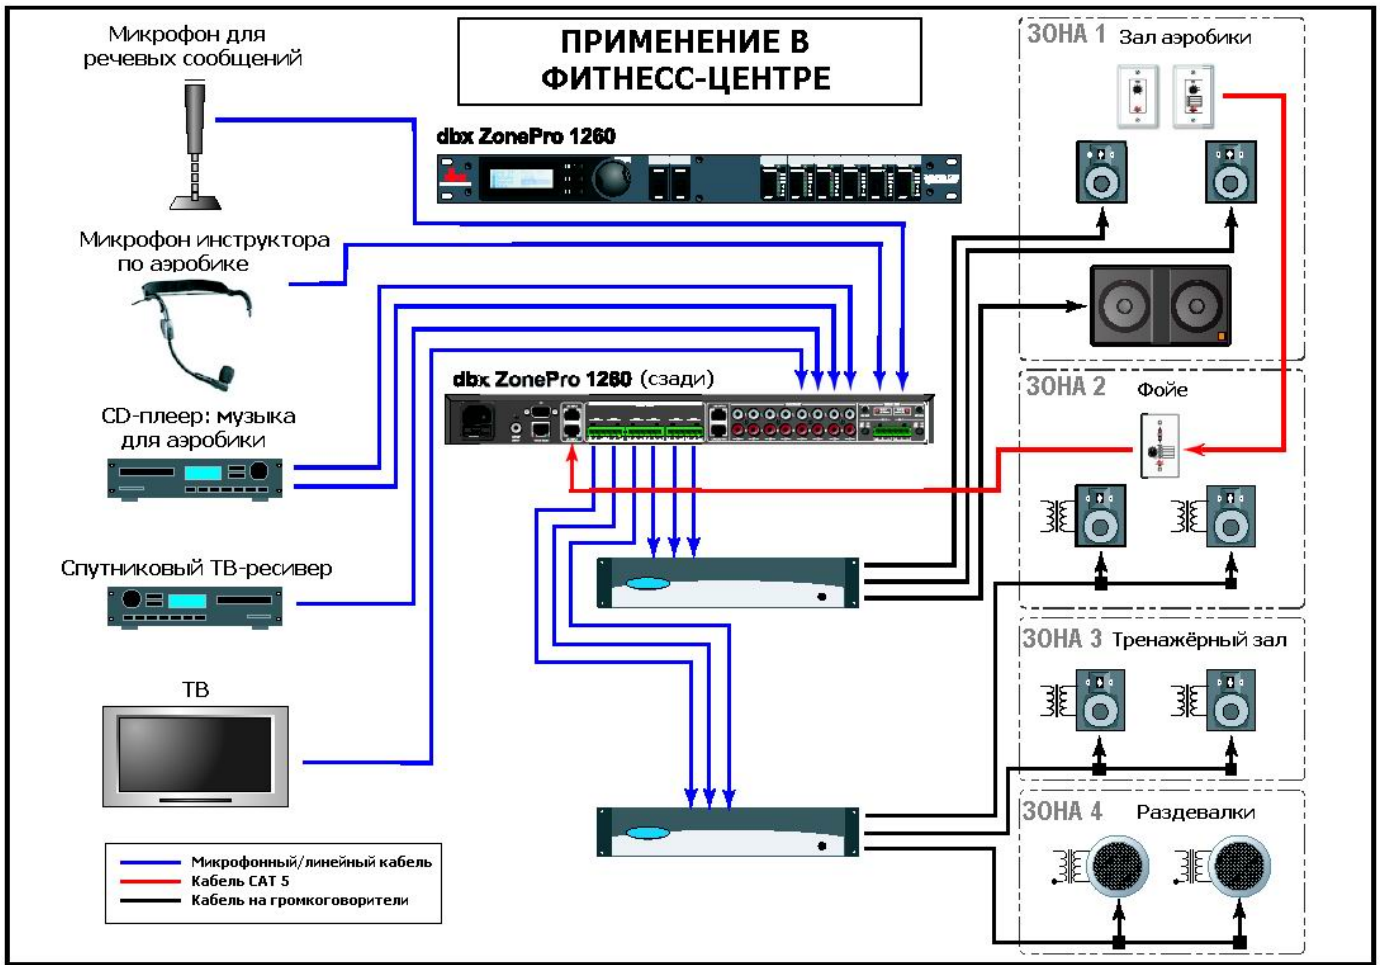 Микрофон для
речевых сообщений
ПРИМЕНЕНИЕ В
ФИТНЕСС-ЦЕНТРЕ
ЗОНА 1 Зал аэробики
dbx ZonePro 1260
Микрофон инструктора
по аэробике
dbx ZonePro 1260 (сзади)
ЗОНА 2 Фойе
CD-плеер: музыка
для аэробики
Спутниковый ТВ-ресивер
ЗОНА 3 Тренажёрный зал
ТВ
ЗОНА 4 Раздевалки
Микрофонный/линейный кабель
Кабель CAT 5
Кабель на громкоговорители